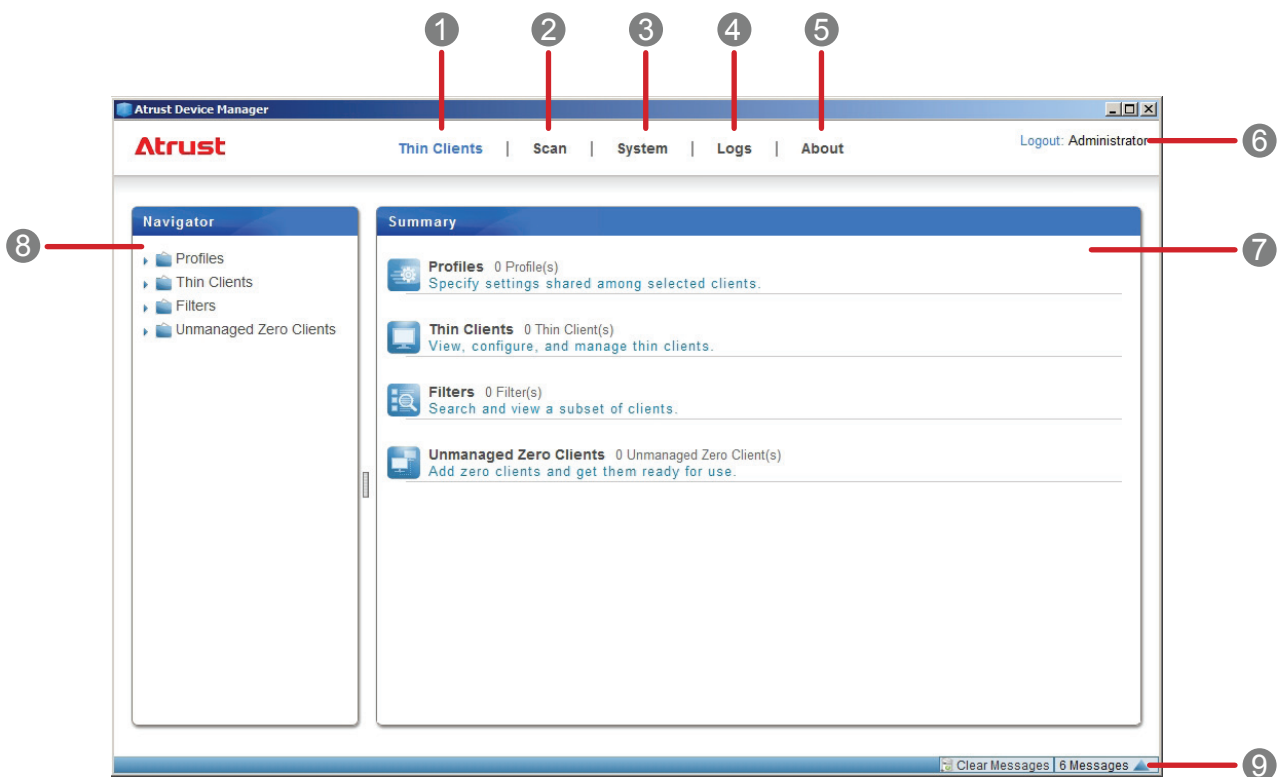 1 2 3 4 5
Atrust Device Manager
Atrust
Thin Clients | Scan | System | Logs | About
Logout: Administrator
6
Navigator
8
Profiles
Thin Clients
Filters
Unmanaged Zero Clients
Summary
7
Profiles 0 Profile(s)
Specify settings shared among selected clients.
Thin Clients 0 Thin Client(s)
View, configure, and manage thin clients.
Filters 0 Filter(s)
Search and view a subset of clients.
Unmanaged Zero Clients 0 Unmanaged Zero Client(s)
Add zero clients and get them ready for use.
Clear Messages 6 Messages
9